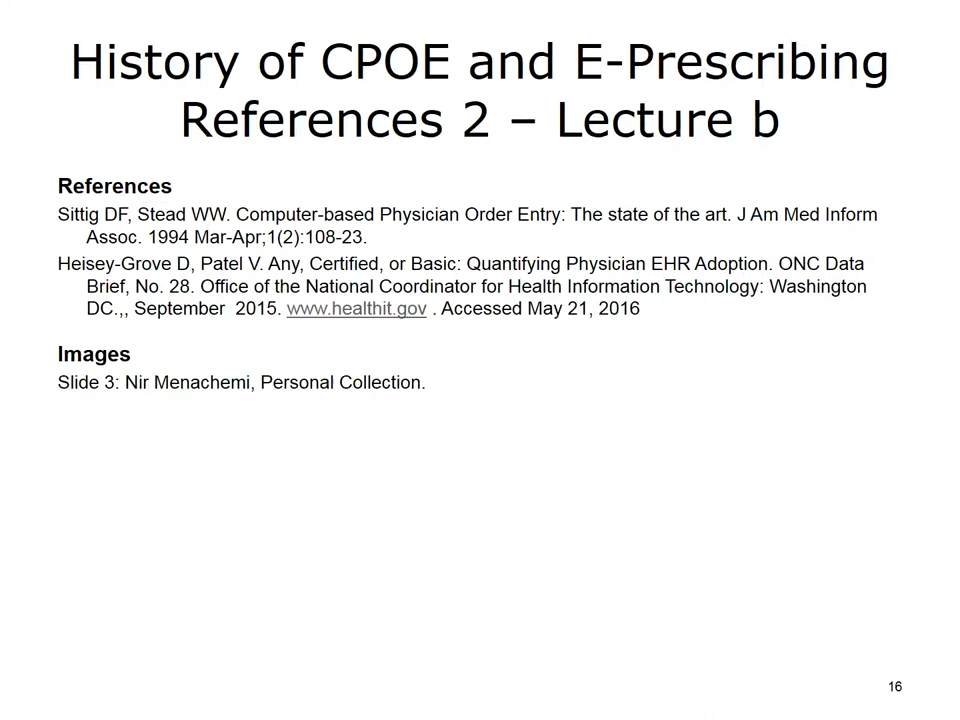 History of CPOE and E-Prescribing
References 2 – Lecture b
References
Sittig DF, Stead WW. Computer-based Physician Order Entry: The state of the art. J Am Med Inform
Assoc. 1994 Mar-Apr;1(2):108-23.
Heisey-Grove D, Patel V. Any, Certified, or Basic: Quantifying Physician EHR Adoption. ONC Data
Brief, No. 28. Office of the National Coordinator for Health Information Technology: Washington
DC.,, September  2015. www.healthit.gov . Accessed May 21, 2016
Images
Slide 3: Nir Menachemi, Personal Collection.
16